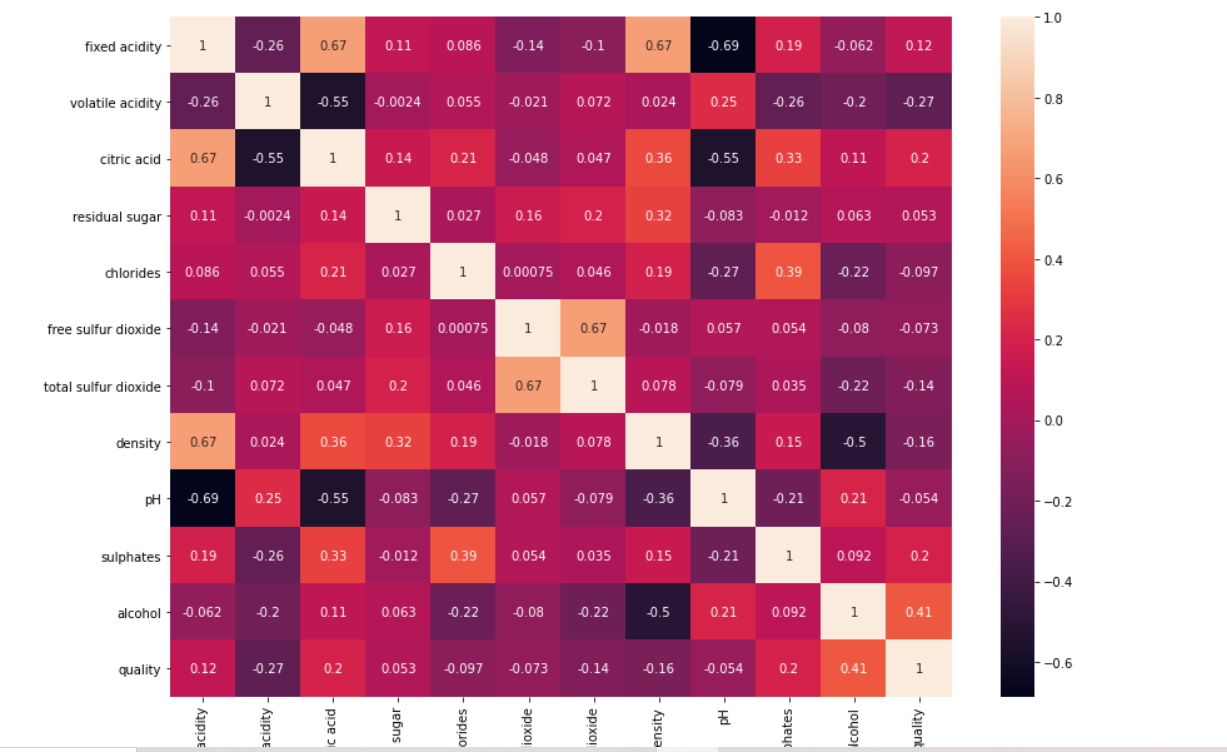 fixed acidity 1 -0.26 0.67 0.11 0.086 -0.14 -0.1 0.67 -0.69 0.19 -0.062 0.12
volatile acidity -0.26 1 -0.55 -0.0024 0.055 -0.021 0.072 0.024 0.25 -0.26 -0.2 -0.27
citric acid 0.67 -0.55 1 0.14 0.21 -0.048 0.047 0.36 -0.55 0.33 0.11 0.2
residual sugar 0.11 -0.0024 0.14 1 0.027 0.16 0.2 0.32 -0.083 -0.012 0.063 0.053
chlorides 0.086 0.055 0.21 0.027 1 0.00075 0.046 0.19 -0.27 0.39 -0.22 -0.097
free sulfur dioxide -0.14 -0.021 -0.048 0.16 0.00075 1 0.67 -0.018 0.057 0.054 -0.08 -0.073
total sulfur dioxide -0.1 0.072 0.047 0.2 0.046 0.67 1 0.078 -0.079 0.035 -0.22 -0.14
density 0.67 0.024 0.36 0.32 0.19 -0.018 0.078 1 -0.36 0.15 -0.5 -0.16
pH -0.69 0.25 -0.55 -0.083 -0.27 0.057 -0.079 -0.36 1 -0.21 0.21 -0.054
sulphates 0.19 -0.26 0.33 -0.012 0.39 0.054 0.035 0.15 -0.21 1 0.092 0.2
alcohol -0.062 -0.2 0.11 0.063 -0.22 -0.08 -0.22 -0.5 0.21 0.092 1 0.41
quality 0.12 -0.27 0.2 0.053 -0.097 -0.073 -0.14 -0.16 -0.054 0.2 0.41 1
acidity
acidity
ic acid
sugar
orides
ioxide
ioxide
ensity
pH
phates
lcohol
quality
1.0
0.8
0.6
0.4
0.2
0.0
−0.2
−0.4
−0.6